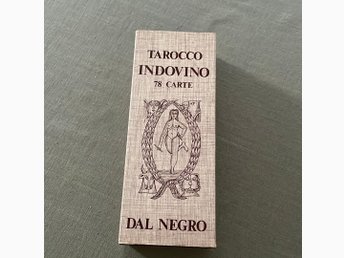 TAROCCO
INDOVINO
78 CARTE
DAL NEGRO